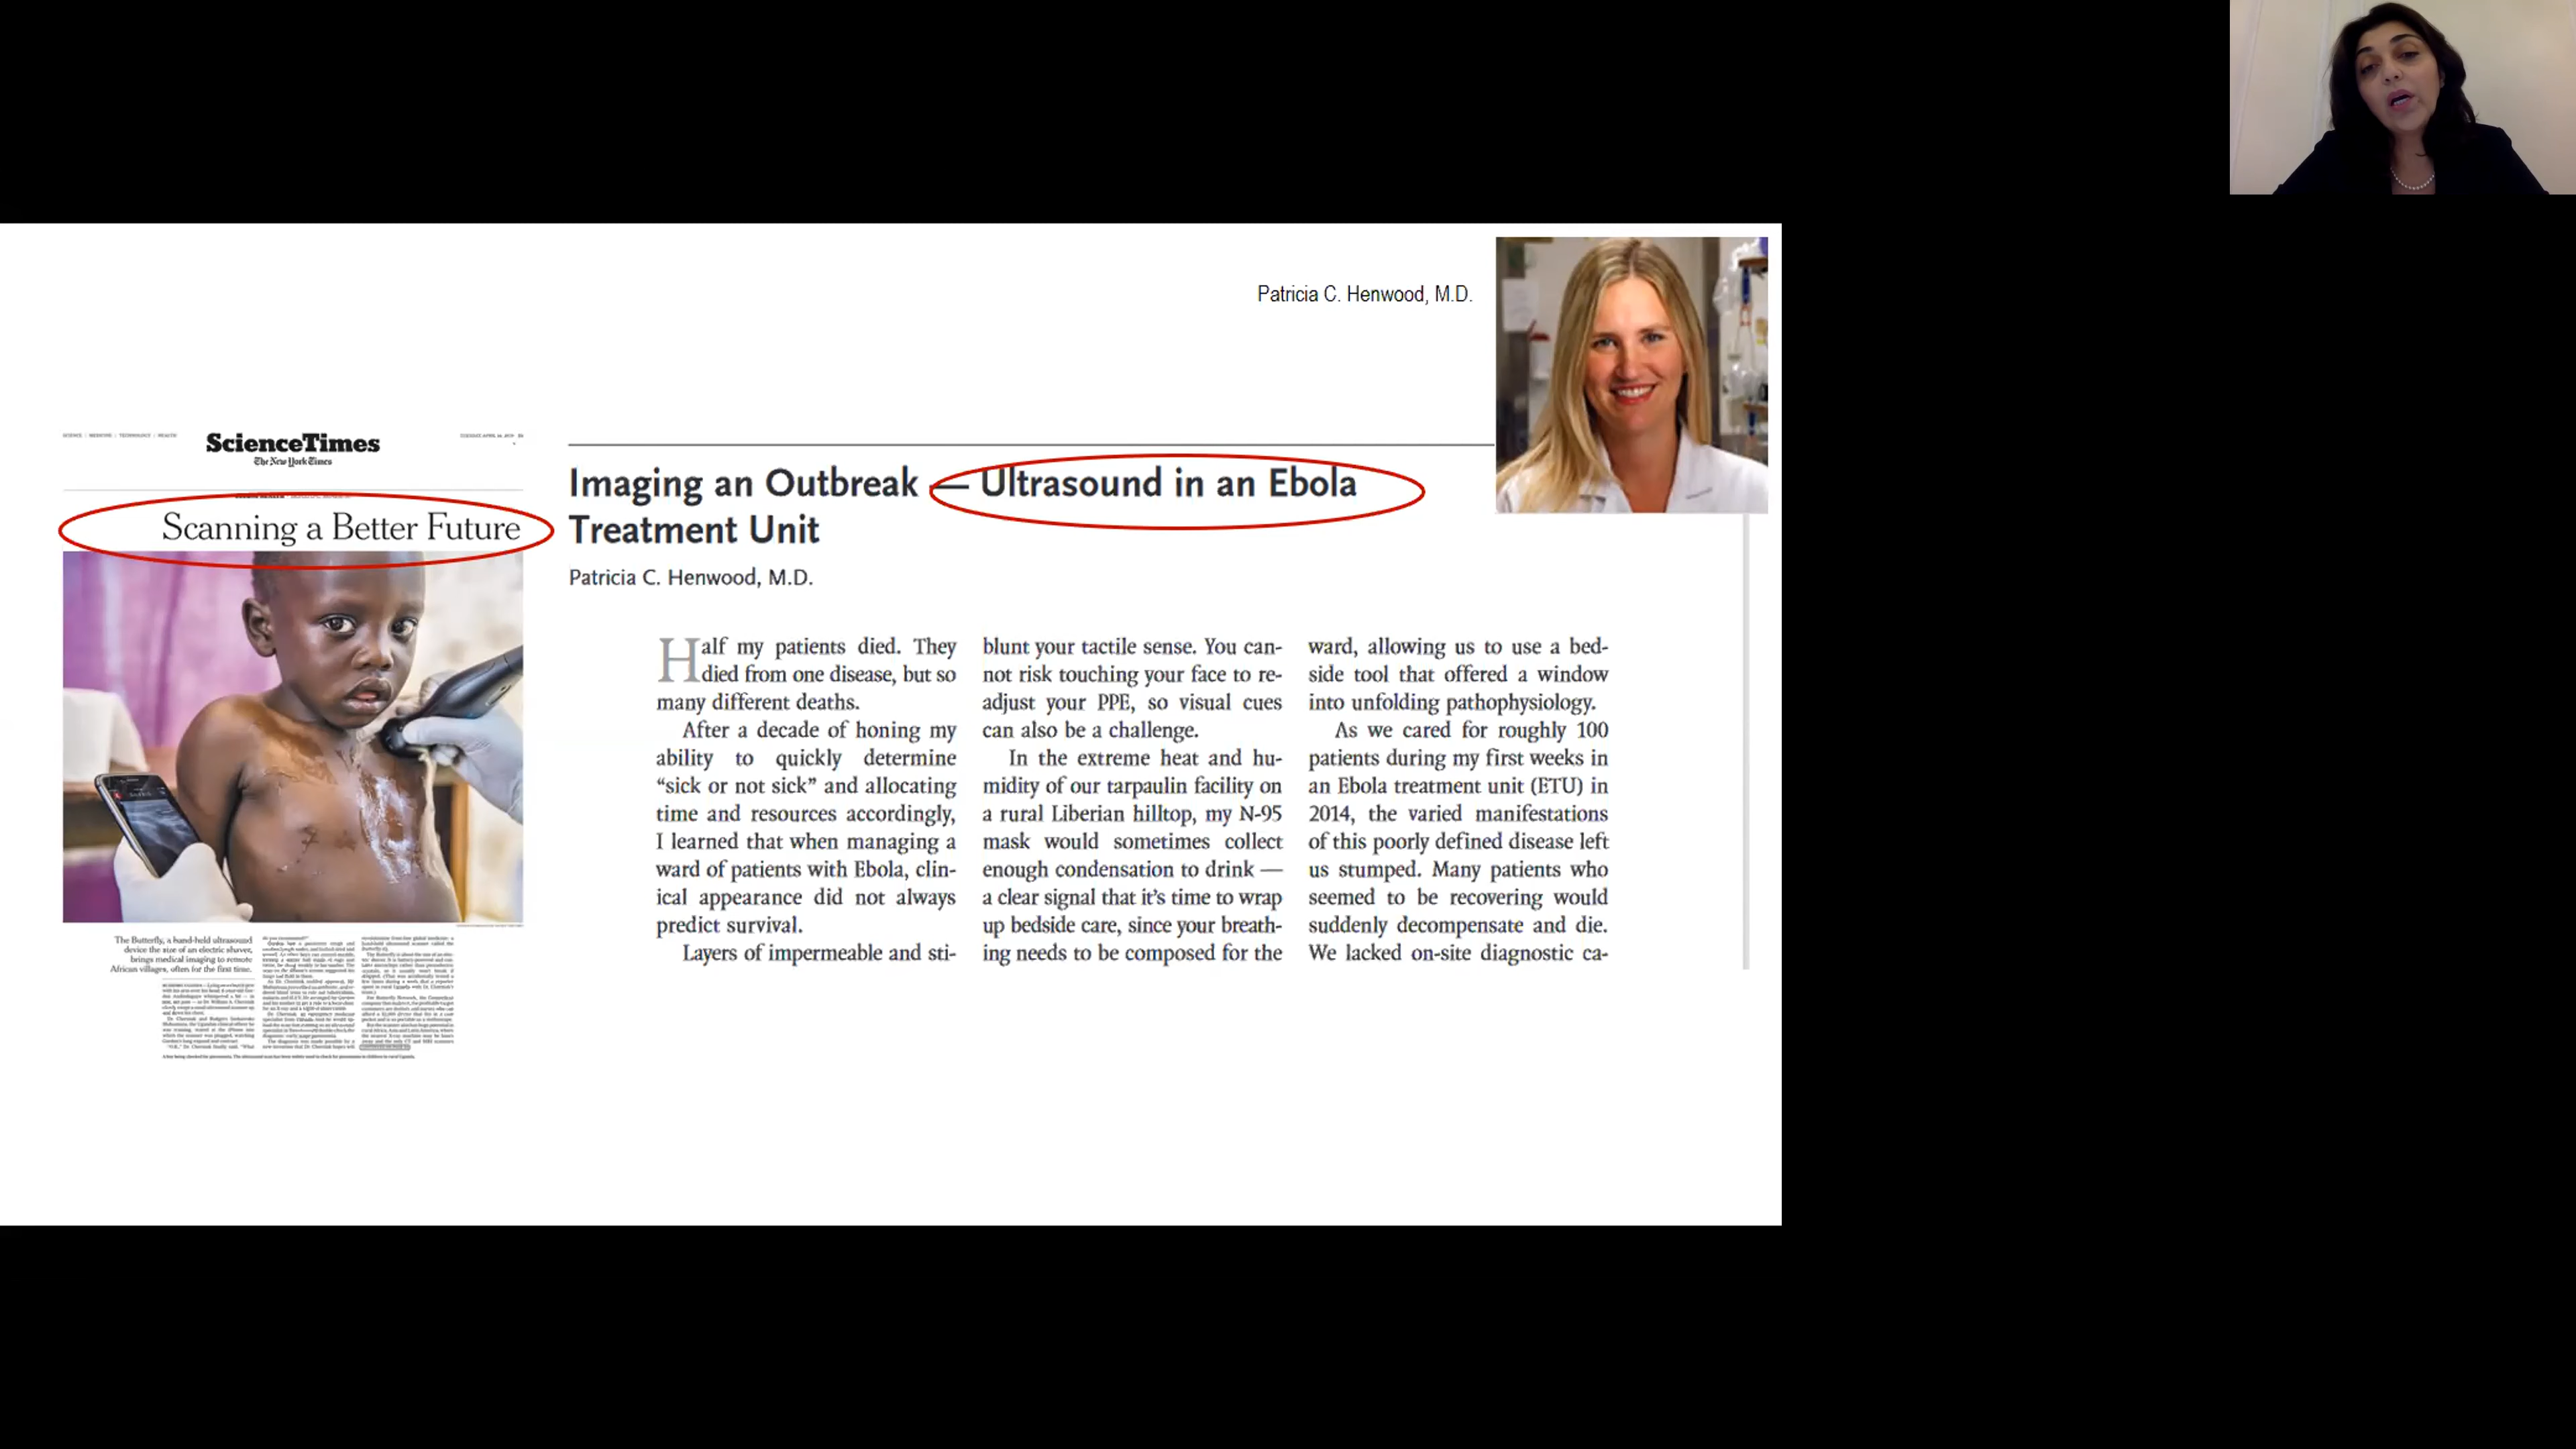 Patricia C. Henwood, M.D.
SCIENCE | MEDICINE | TECHNOLOGY | HEALTH
ScienceTimes
The New York Times
Scanning a Better Future
The Butterfly, a hand-held ultrasound
device the size of an electric shaver,
brings medical imaging to remote
African villages, often for the first time.
Imaging an Outbreak — Ultrasound in an Ebola
Treatment Unit
Patricia C. Henwood, M.D.
Half my patients died. They
died from one disease, but so
many different deaths.
After a decade of honing my
ability to quickly determine
“sick or not sick” and allocating
time and resources accordingly,
I learned that when managing a
ward of patients with Ebola, clin-
ical appearance did not always
predict survival.
Layers of impermeable and sti-
blunt your tactile sense. You can-
not risk touching your face to re-
adjust your PPE, so visual cues
can also be a challenge.
In the extreme heat and hu-
midity of our tarpaulin facility on
a rural Liberian hilltop, my N-95
mask would sometimes collect
enough condensation to drink —
a clear signal that it’s time to wrap
up bedside care, since your breath-
ing needs to be composed for the
ward, allowing us to use a bed-
side tool that offered a window
into unfolding pathophysiology.
As we cared for roughly 100
patients during my first weeks in
an Ebola treatment unit (ETU) in
2014, the varied manifestations
of this poorly defined disease left
us stumped. Many patients who
seemed to be recovering would
suddenly decompensate and die.
We lacked on-site diagnostic ca-